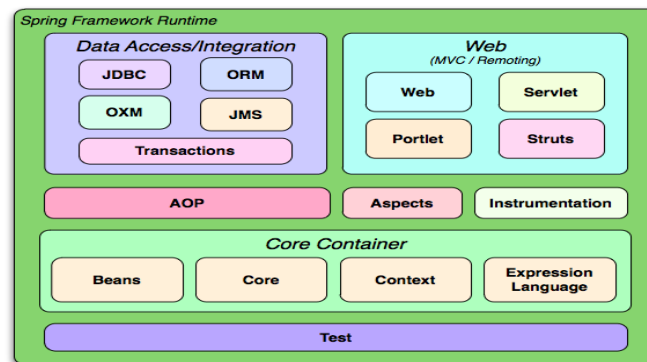 Spring Framework Runtime
Data Access/Integration
JDBC
ORM
OXM
JMS
Transactions
Web
(MVC / Remoting)
Web
Servlet
Portlet
Struts
AOP
Aspects
Instrumentation
Core Container
Beans
Core
Context
Expression
Language
Test